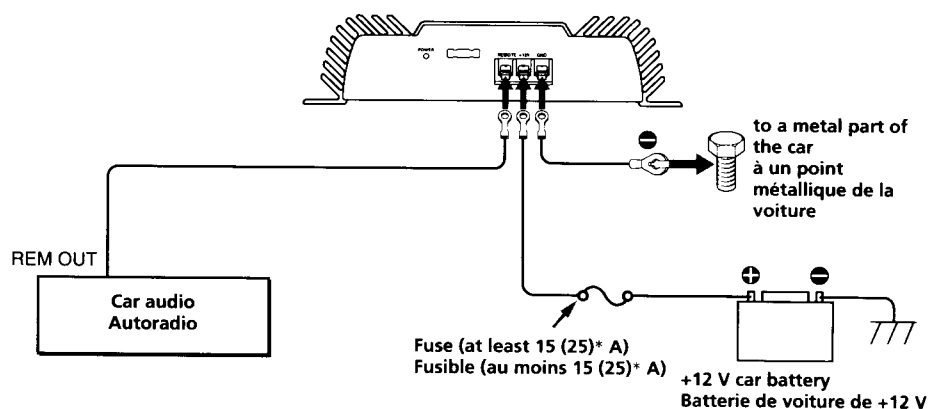 POWER
REMOTE +12V GND
to a metal part of
the car
à un point
métallique de la
voiture
REM OUT
Car audio
Autoradio
Fuse (at least 15 (25)* A)
Fusible (au moins 15 (25)* A)
+12 V car battery
Batterie de voiture de +12 V